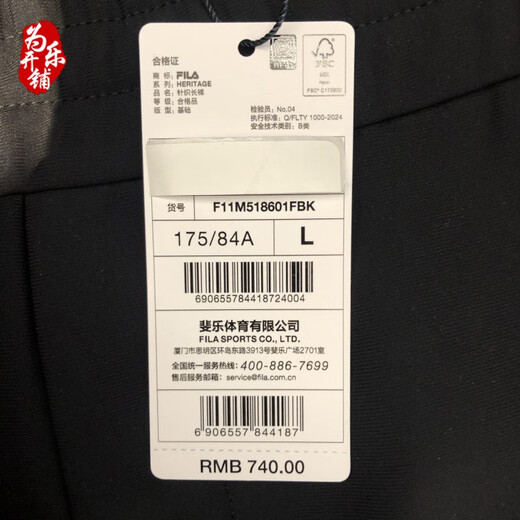 为乐
开铺
合格证
商 标: FILA
系 列: HERITAGE
品 名: 针织长裤
等 级: 合格品
版 型: 基础
FSC
MIX
Paper
检验员: No.04
执行标准: Q/FLTY 1000-2024
安全技术类别: B类
货号 F11M518601FBK
175/84A L
690655784418724004
斐乐体育有限公司
FILA SPORTS CO., LTD.
厦门市思明区环岛东路3913号斐乐广场2701室
全国统一服务热线: 400-886-7699
售后服务邮箱: service@fila.com.cn
6 906557 844187
RMB 740.00